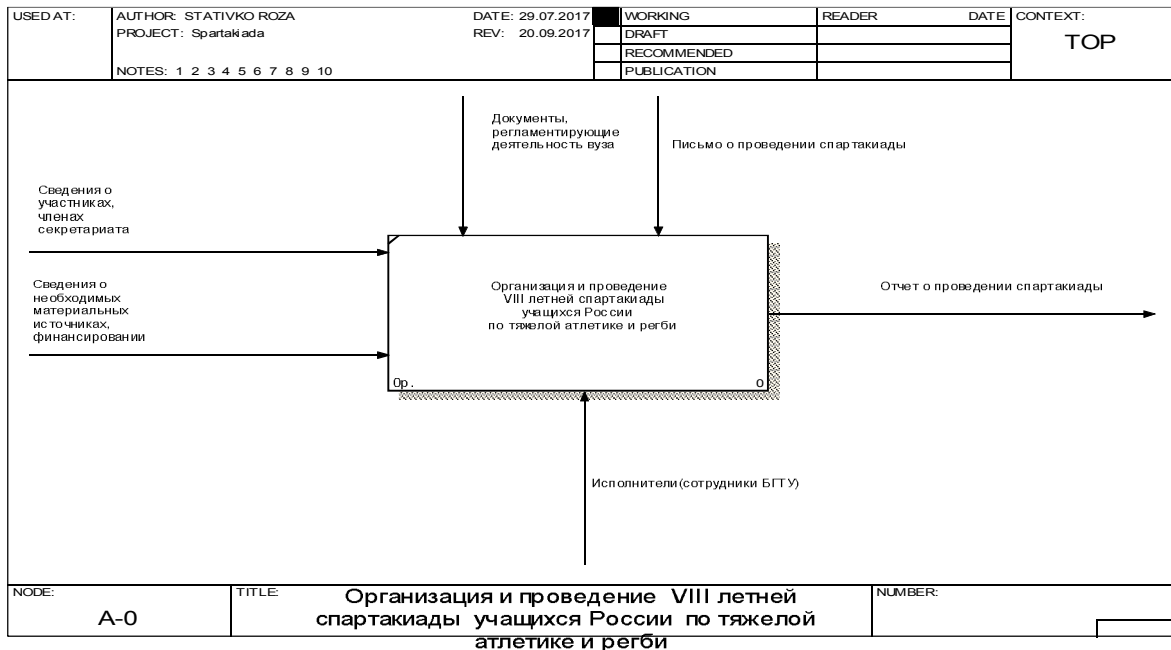 USED AT:
AUTHOR: STATIVKO ROZA
DATE: 29.07.2017
WORKING
READER
DATE
CONTEXT:
PROJECT: Spartakiada
REV: 20.09.2017
DRAFT
TOP
RECOMMENDED
NOTES: 1 2 3 4 5 6 7 8 9 10
PUBLICATION
Документы,
регламентирующие
деятельность вуза
Письмо о проведении спартакиады
Сведения о
участниках,
членах
секретариата
Сведения о
необходимых
материальных
источниках,
финансировании
Организация и проведение
VIII летней спартакиады
учащихся России
по тяжелой атлетике и регби
0р.
0
Отчет о проведении спартакиады
Исполнители(сотрудники БГТУ)
NODE:
A-0
TITLE:
Организация и проведение VIII летней
спартакиады учащихся России по тяжелой
атлетике и регби
NUMBER: